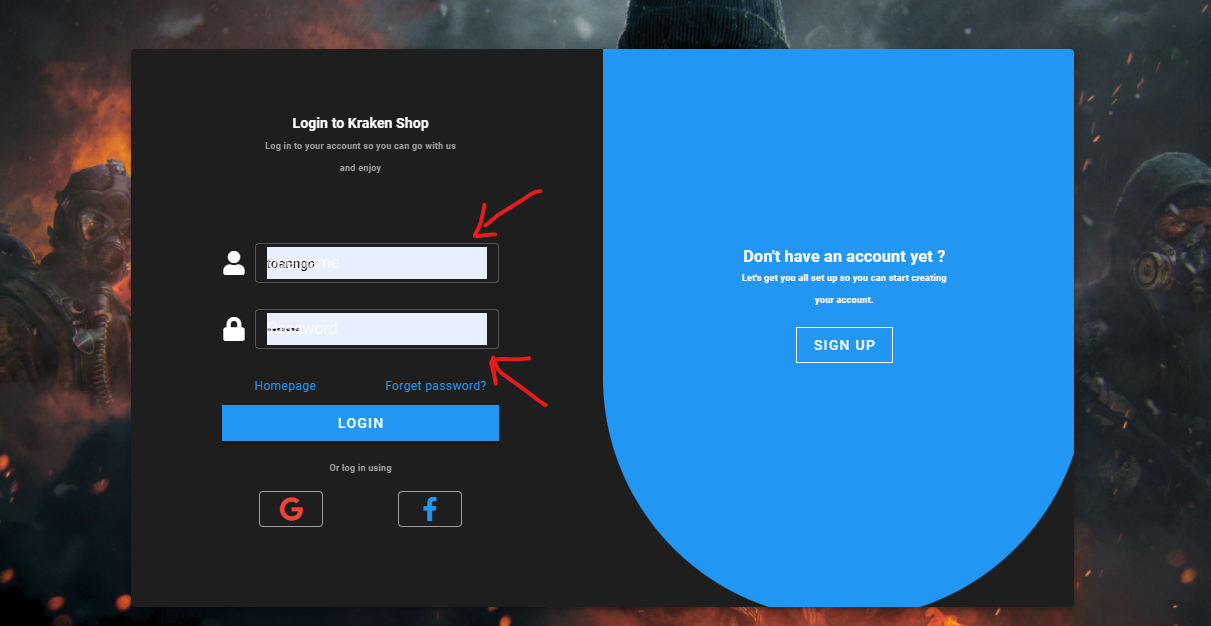 Login to Kraken Shop
Log in to your account so you can go with us
and enjoy
Homepage
Forget password?
LOGIN
Or log in using
G
f
Don't have an account yet ?
Let's get you all set up so you can start creating
your account.
SIGN UP